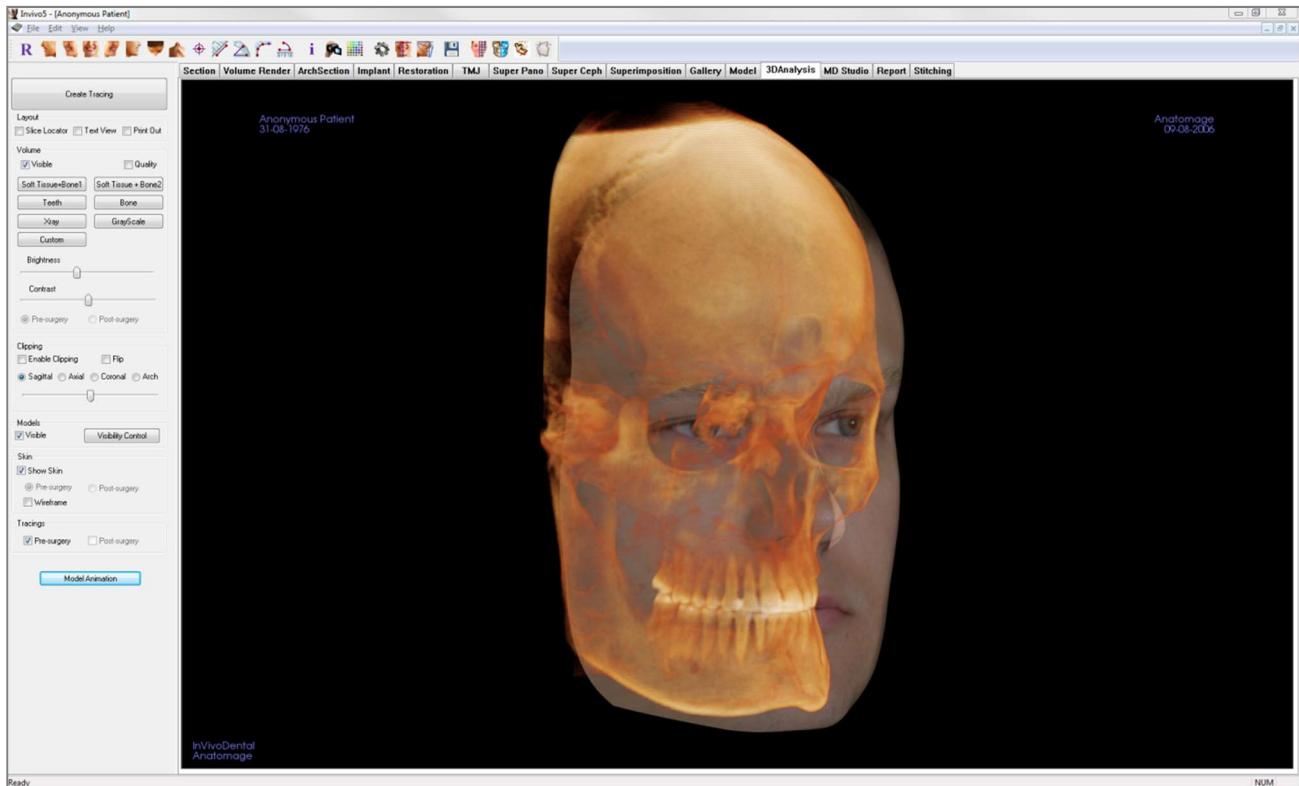 Invivo5 - [Anonymous Patient]
File Edit View Help
R i
Section Volume Render ArchSection Implant Restoration TMJ Super Pano Super Ceph Superimposition Gallery Model 3DAnalysis MD Studio Report Stitching
Create Tracing
Layout
Slice Locator Text View Print Out
Volume
Visible Quality
Soft Tissue+Bone1 Soft Tissue + Bone2
Teeth Bone
Xray GrayScale
Custom
Brightness
Contrast
Pre-surgery Post-surgery
Clipping
Enable Clipping Flip
Sagittal Axial Coronal Arch
Models
Visible Visibility Control
Skin
Show Skin
Pre-surgery Post-surgery
Wireframe
Tracings
Pre-surgery Post-surgery
Model Animation
Anonymous Patient
31-08-1976
Anatomage
09-08-2006
InVivoDental
Anatomage
Ready NUM